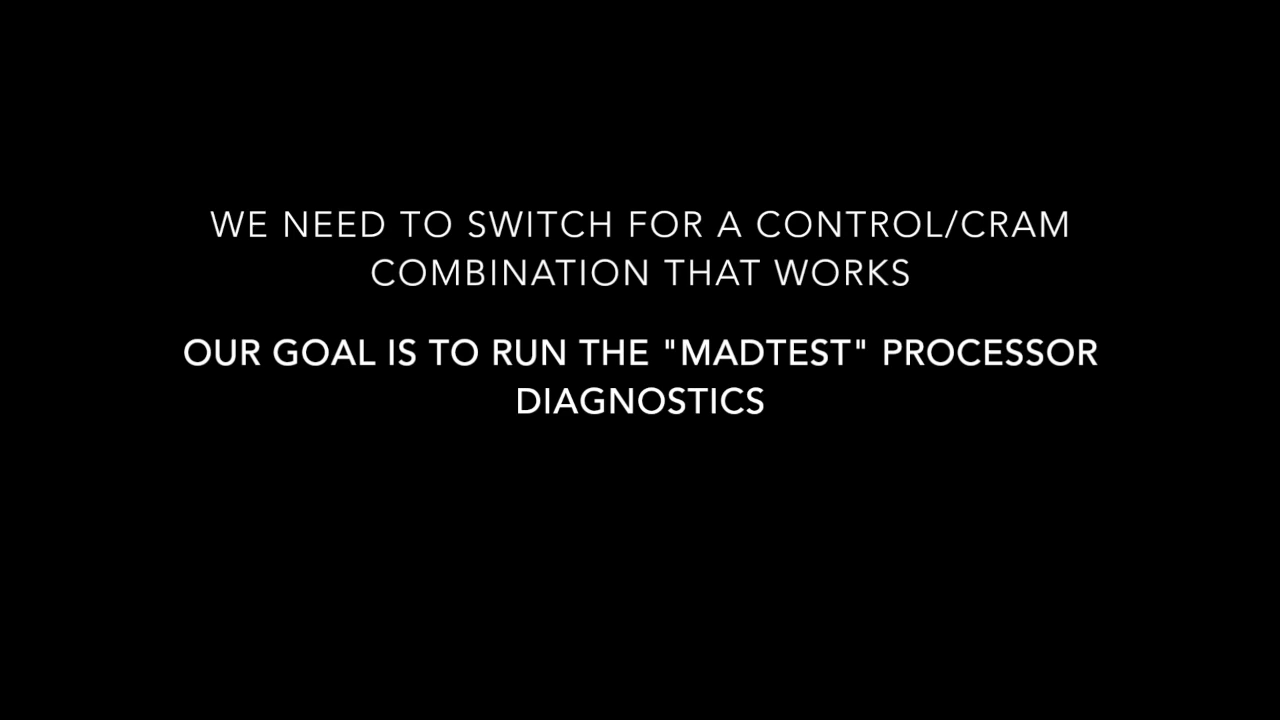 WE NEED TO SWITCH FOR A CONTROL/CRAM
COMBINATION THAT WORKS
OUR GOAL IS TO RUN THE "MADTEST" PROCESSOR
DIAGNOSTICS